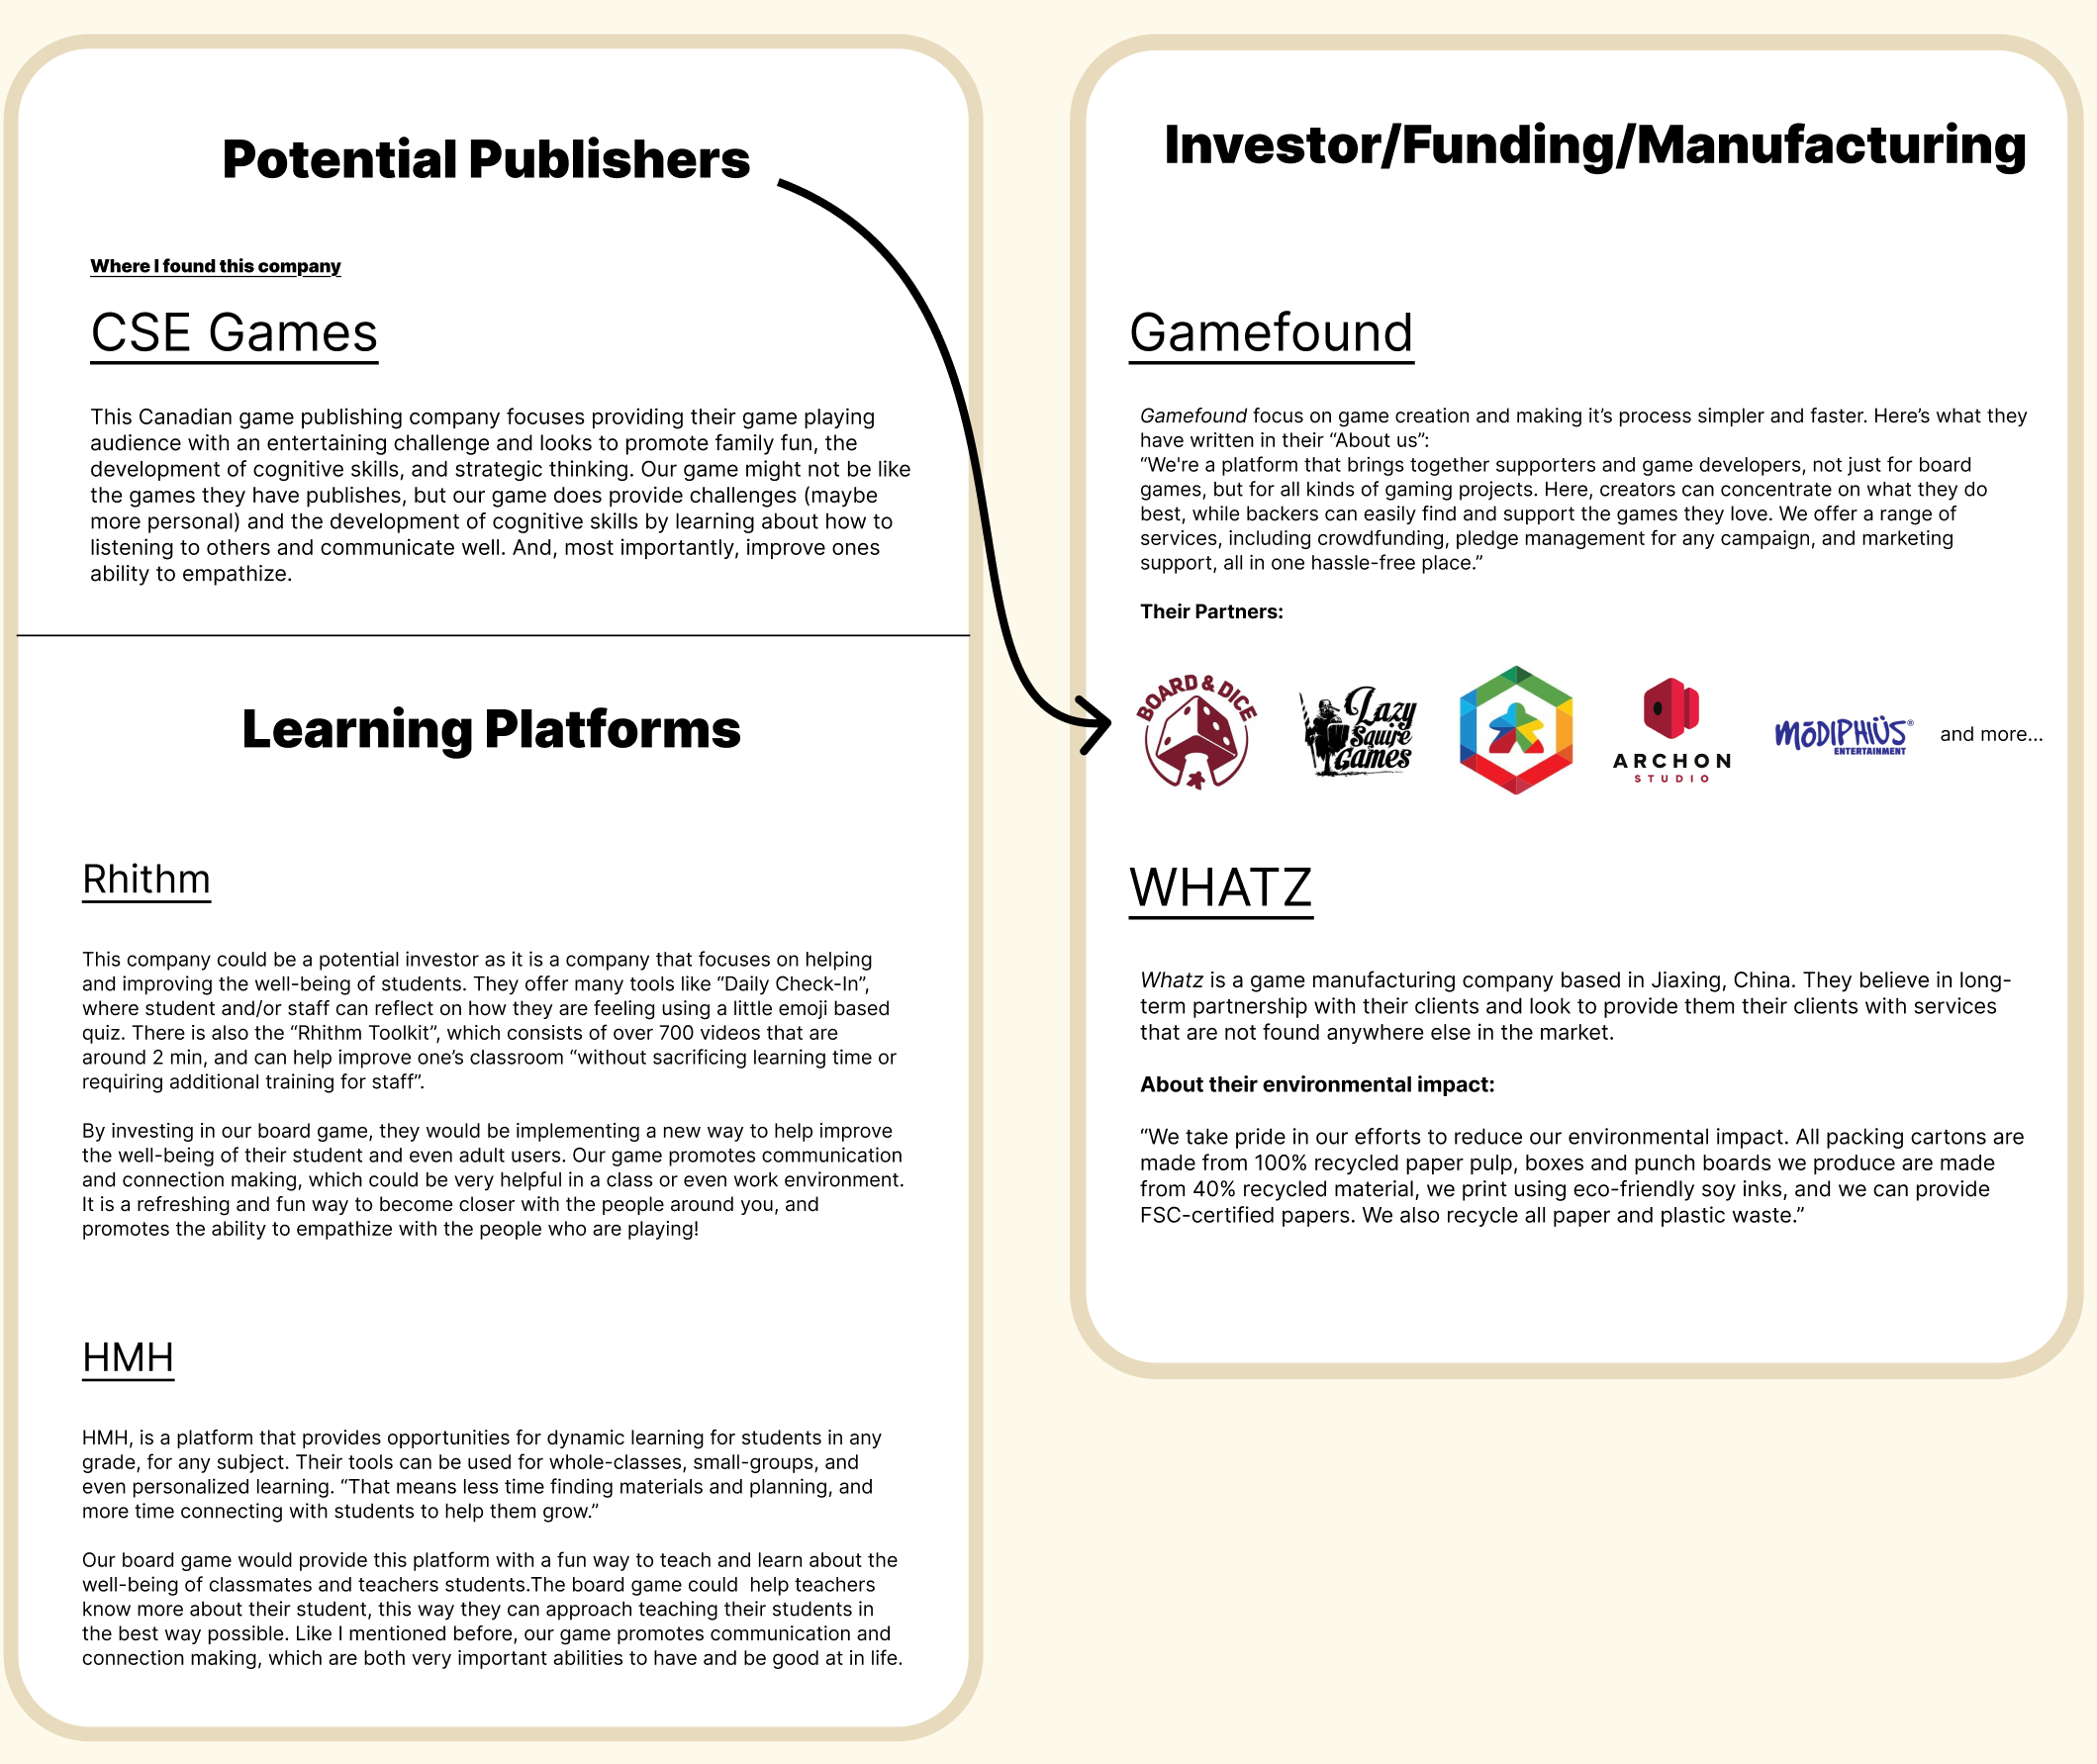 Potential Publishers
Where I found this company
CSE Games
This Canadian game publishing company focuses providing their game playing
audience with an entertaining challenge and looks to promote family fun, the
development of cognitive skills, and strategic thinking. Our game might not be like
the games they have publishes, but our game does provide challenges (maybe
more personal) and the development of cognitive skills by learning about how to
listening to others and communicate well. And, most importantly, improve ones
ability to empathize.
Learning Platforms
Rhithm
This company could be a potential investor as it is a company that focuses on helping
and improving the well-being of students. They offer many tools like “Daily Check-In”,
where student and/or staff can reflect on how they are feeling using a little emoji based
quiz. There is also the “Rhithm Toolkit”, which consists of over 700 videos that are
around 2 min, and can help improve one’s classroom “without sacrificing learning time or
requiring additional training for staff”.
By investing in our board game, they would be implementing a new way to help improve
the well-being of their student and even adult users. Our game promotes communication
and connection making, which could be very helpful in a class or even work environment.
It is a refreshing and fun way to become closer with the people around you, and
promotes the ability to empathize with the people who are playing!
HMH
HMH, is a platform that provides opportunities for dynamic learning for students in any
grade, for any subject. Their tools can be used for whole-classes, small-groups, and
even personalized learning. “That means less time finding materials and planning, and
more time connecting with students to help them grow.”
Our board game would provide this platform with a fun way to teach and learn about the
well-being of classmates and teachers students.The board game could  help teachers
know more about their student, this way they can approach teaching their students in
the best way possible. Like I mentioned before, our game promotes communication and
connection making, which are both very important abilities to have and be good at in life.
Investor/Funding/Manufacturing
Gamefound
Gamefound focus on game creation and making it’s process simpler and faster. Here’s what they
have written in their “About us”:
“We're a platform that brings together supporters and game developers, not just for board
games, but for all kinds of gaming projects. Here, creators can concentrate on what they do
best, while backers can easily find and support the games they love. We offer a range of
services, including crowdfunding, pledge management for any campaign, and marketing
support, all in one hassle-free place.”
Their Partners:
BOARD & DICE
Lazy
Squire
Games
ARCHON
STUDIO
MŌDIPHIÜS®
ENTERTAINMENT
and more...
WHATZ
Whatz is a game manufacturing company based in Jiaxing, China. They believe in long-
term partnership with their clients and look to provide them their clients with services
that are not found anywhere else in the market.
About their environmental impact:
“We take pride in our efforts to reduce our environmental impact. All packing cartons are
made from 100% recycled paper pulp, boxes and punch boards we produce are made
from 40% recycled material, we print using eco-friendly soy inks, and we can provide
FSC-certified papers. We also recycle all paper and plastic waste.”